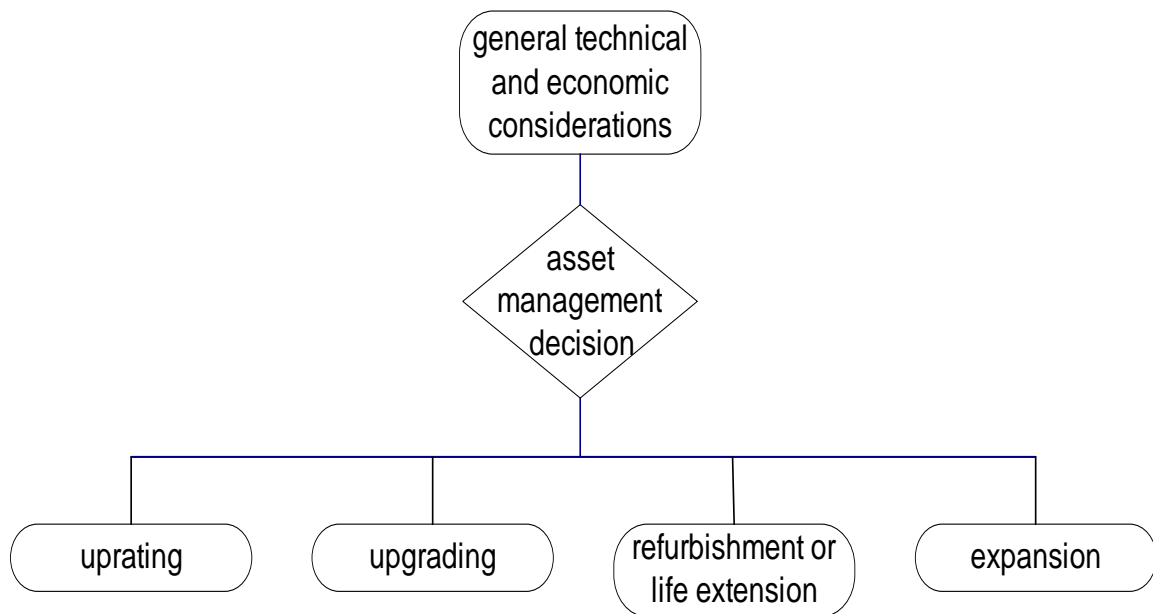 general technical
and economic
considerations
asset
management
decision
uprating
upgrading
refurbishment or
life extension
expansion